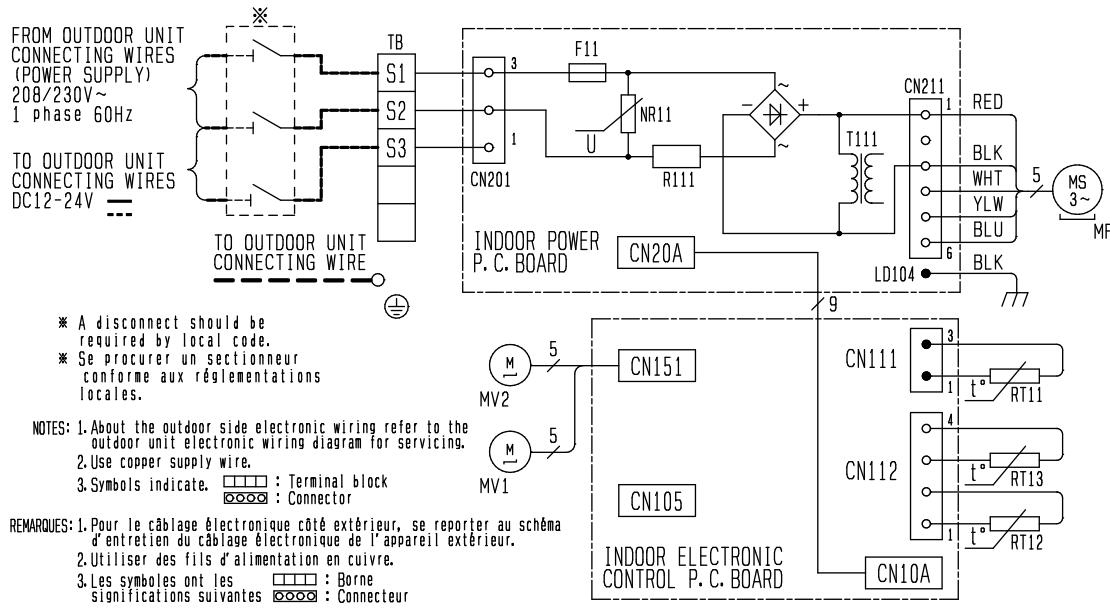 ※
FROM OUTDOOR UNIT
CONNECTING WIRES
(POWER SUPPLY)
208/230V~
1 phase 60Hz
TO OUTDOOR UNIT
CONNECTING WIRES
DC12-24V
TB
S1
S2
S3
TO OUTDOOR UNIT
CONNECTING WIRE
3
1
CN201
F11
NR11
U
R111
~
-
+
~
T111
INDOOR POWER
P. C. BOARD
CN20A
CN211
1
6
RED
BLK
WHT
YLW
BLU
5
MS
3~
MF
LD104
BLK
9
※ A disconnect should be
required by local code.
※ Se procurer un sectionneur
conforme aux réglementations
locales.
M
MV2
5
M
MV1
5
CN151
CN105
INDOOR ELECTRONIC
CONTROL P. C. BOARD
CN10A
CN111
3
1
t°
RT11
CN112
4
1
t°
RT13
t°
RT12
NOTES: 1. About the outdoor side electronic wiring refer to the
outdoor unit electronic wiring diagram for servicing.
2. Use copper supply wire.
3. Symbols indicate. : Terminal block
: Connector
REMARQUES: 1. Pour le câblage électronique côté extérieur, se reporter au schéma
d'entretien du câblage électronique de l'appareil extérieur.
2. Utiliser des fils d'alimentation en cuivre.
3. Les symboles ont les : Borne
significations suivantes : Connecteur